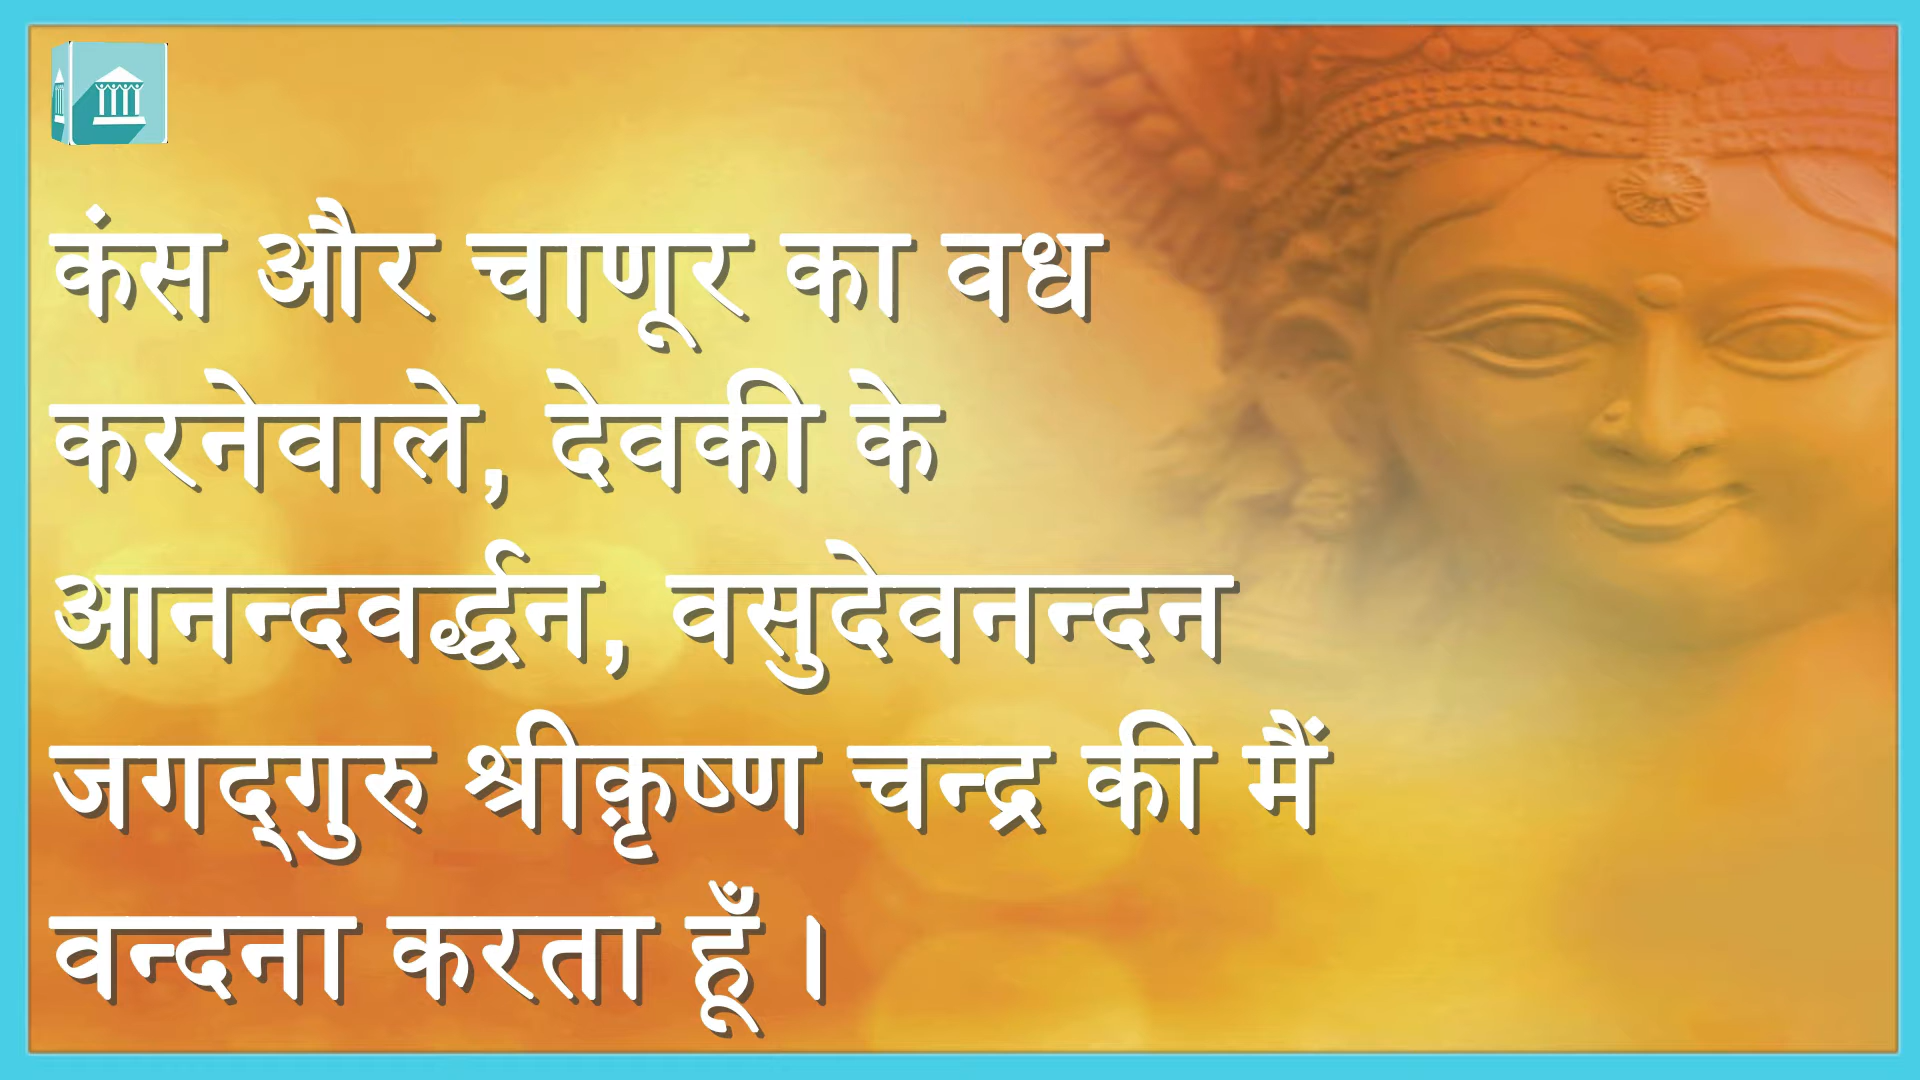 कंस और चाणूर का वध
करनेवाले, देवकी के
आनन्दवर्द्धन, वसुदेवनन्दन
जगद्‌गुरु श्रीक़ृष्ण चन्द्र की मैं
वन्दना करता हूँ ।